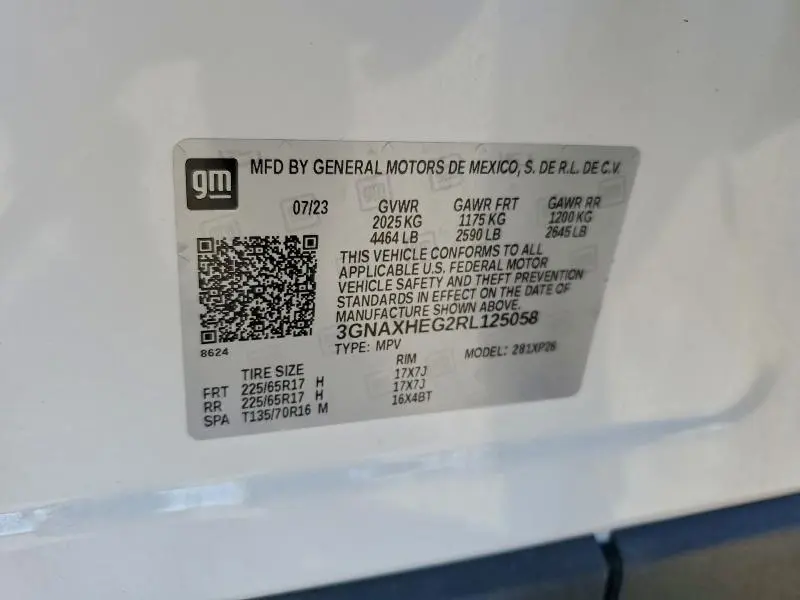 gm
MFD BY GENERAL MOTORS DE MEXICO, S. DE R.L. DE C.V.
07/23 GVWR GAWR FRT GAWR RR
2025 KG 1175 KG 1200 KG
4464 LB 2590 LB 2645 LB
THIS VEHICLE CONFORMS TO ALL
APPLICABLE U.S. FEDERAL MOTOR
VEHICLE SAFETY AND THEFT PREVENTION
STANDARDS IN EFFECT ON THE DATE OF
MANUFACTURE SHOWN ABOVE.
3GNAXHEG2RL125058
8624
TYPE: MPV MODEL: 281XP26
TIRE SIZE RIM
FRT 225/65R17 H 17X7J
RR 225/65R17 H 17X7J
SPA T135/70R16 M 16X4BT